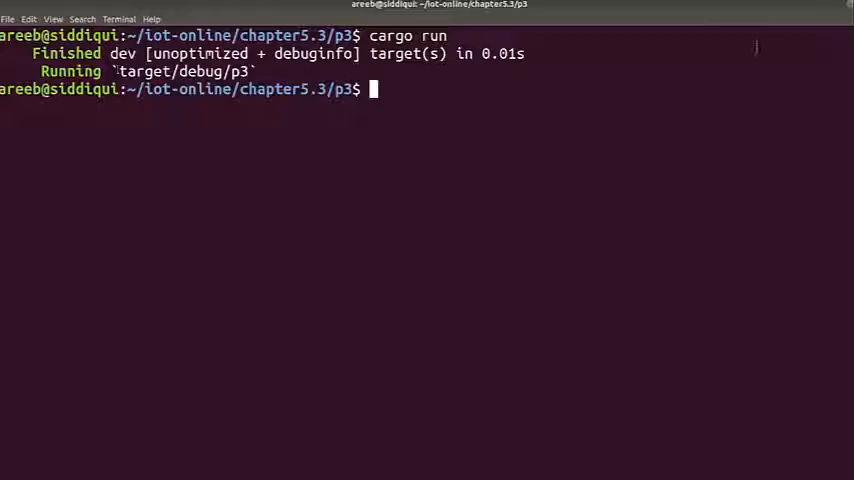 areeb@siddiqui: ~/iot-online/chapter5.3/p3
File Edit View Search Terminal Help
areeb@siddiqui:~/iot-online/chapter5.3/p3$ cargo run
Finished dev [unoptimized + debuginfo] target(s) in 0.01s
Running `target/debug/p3`
areeb@siddiqui:~/iot-online/chapter5.3/p3$